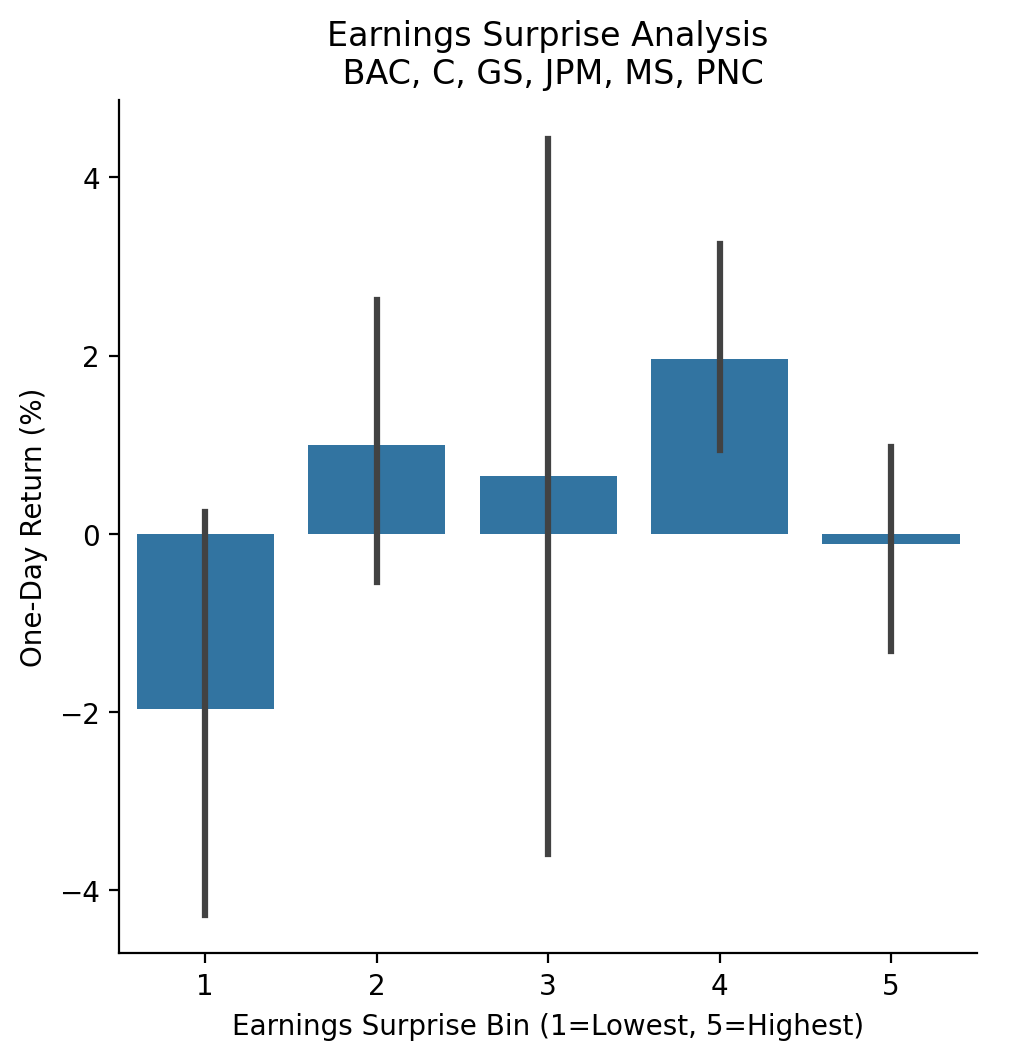 Earnings Surprise Analysis
BAC, C, GS, JPM, MS, PNC
One-Day Return (%)
4
2
0
−2
−4
1 2 3 4 5
Earnings Surprise Bin (1=Lowest, 5=Highest)